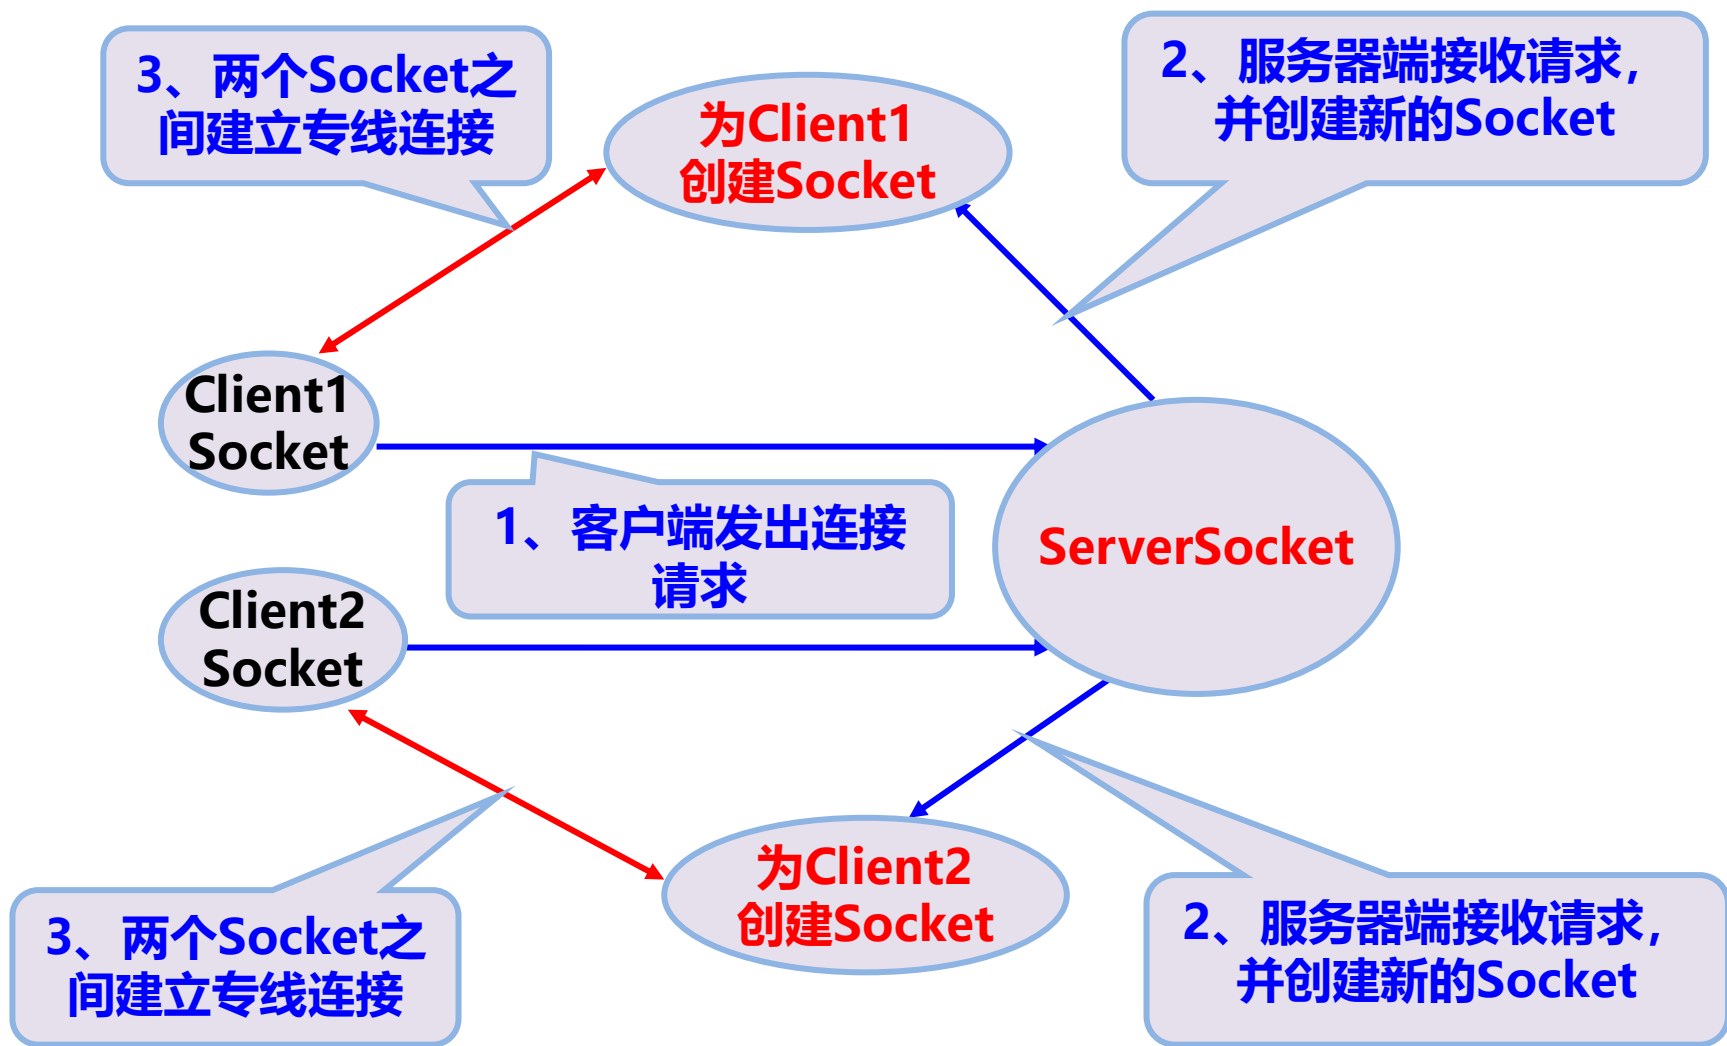 3、两个Socket之
间建立专线连接
为Client1
创建Socket
2、服务器端接收请求，
并创建新的Socket
Client1
Socket
1、客户端发出连接
请求
ServerSocket
Client2
Socket
为Client2
创建Socket
3、两个Socket之
间建立专线连接
2、服务器端接收请求，
并创建新的Socket